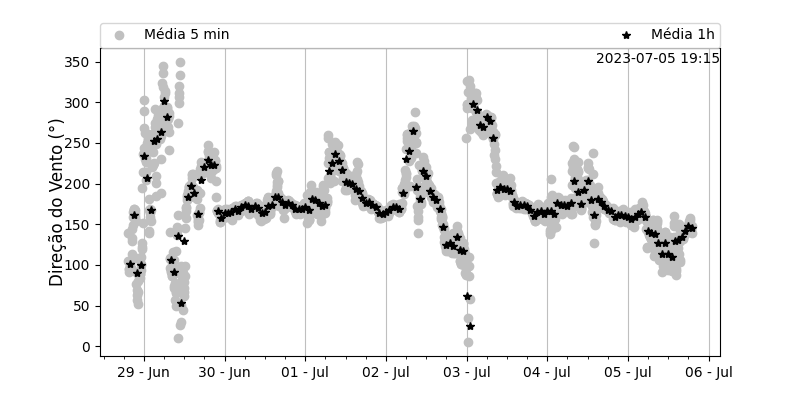 Média 5 min
Média 1h
2023-07-05 19:15
Direção do Vento (°)
350
300
250
200
150
100
50
0
29 - Jun
30 - Jun
01 - Jul
02 - Jul
03 - Jul
04 - Jul
05 - Jul
06 - Jul